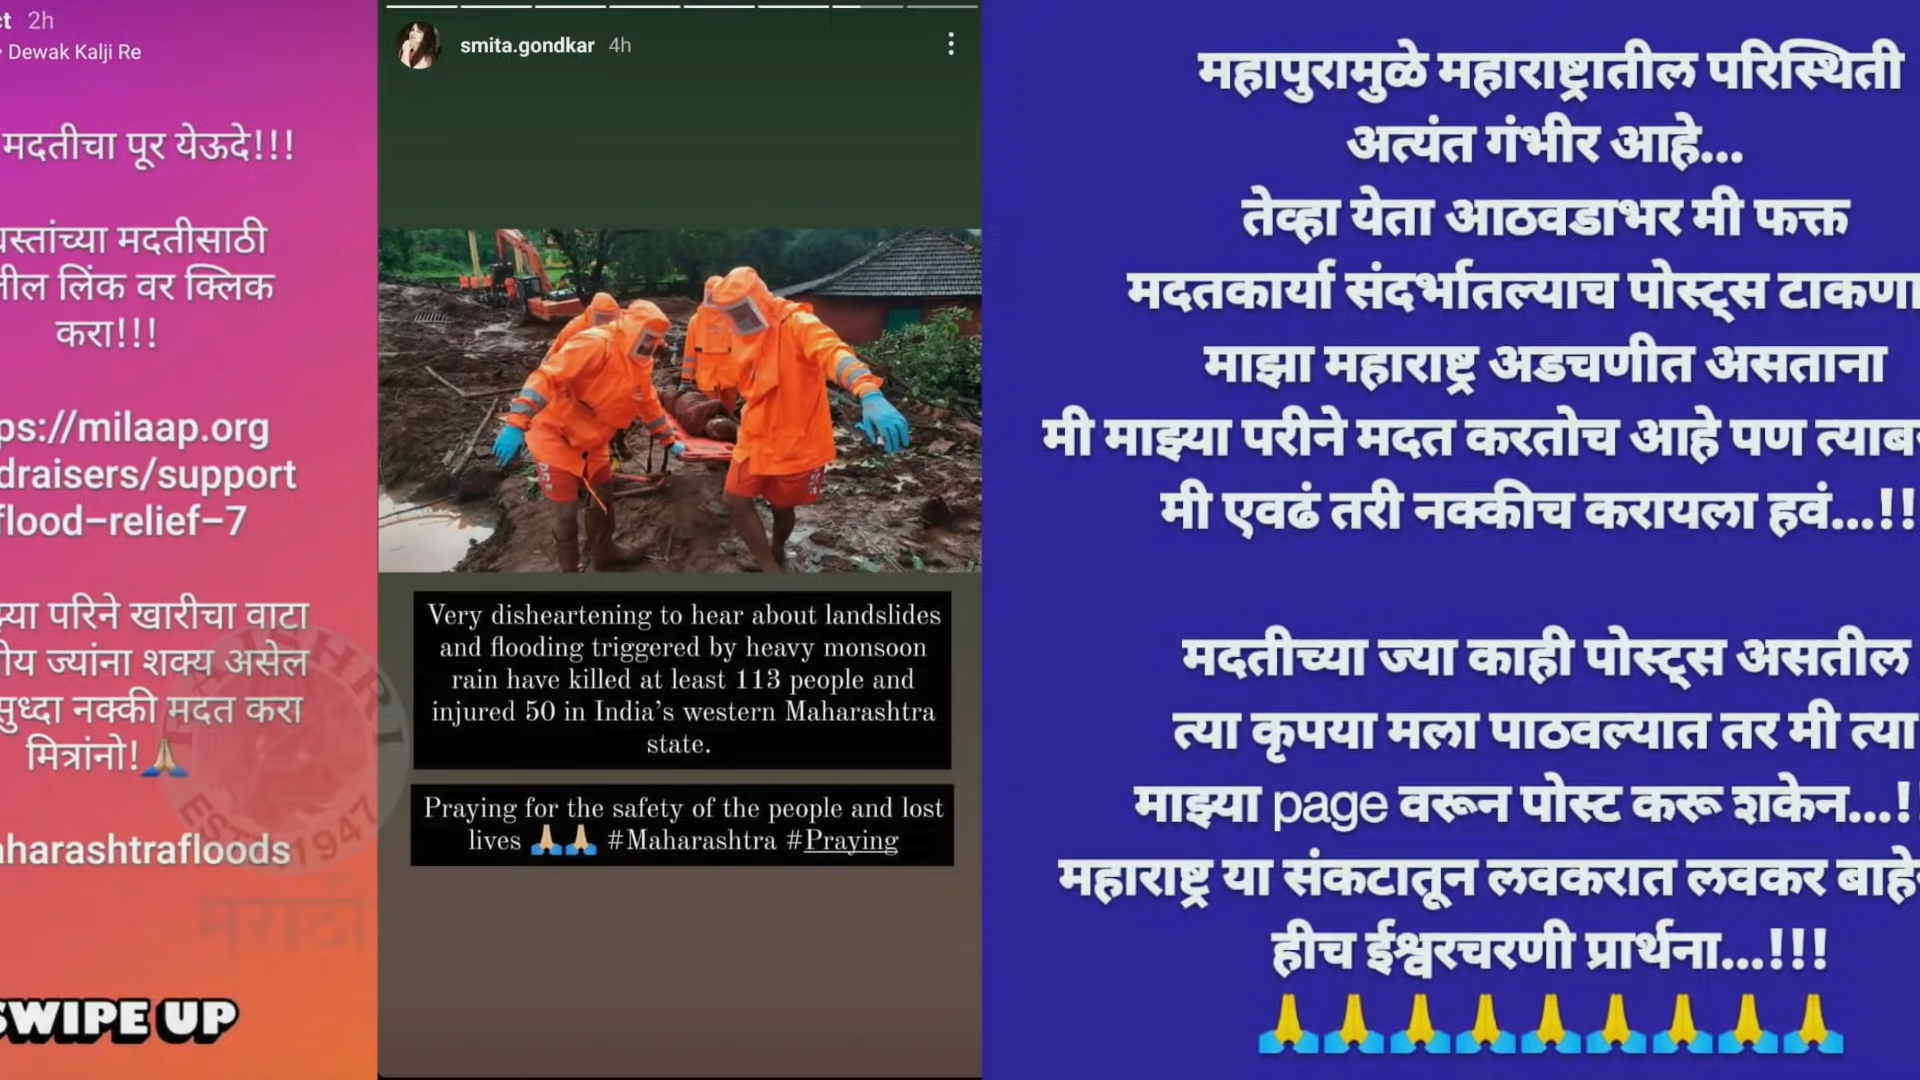 2h
Dewak Kalji Re
मदतीचा पूर येऊदे!!!
मदतीसाठी
लिंक वर क्लिक
करा!!!
milaap.org
support
flood-relief-7
परिने खारीचा वाटा
ज्यांना शक्य असेल
नक्की मदत करा
मित्रांनो!🙏
SWIPE UP
RAJSHRI
ESTD 1947
मराठी
smita.gondkar 4h
Very disheartening to hear about landslides
and flooding triggered by heavy monsoon
rain have killed at least 113 people and
injured 50 in India's western Maharashtra
state.
Praying for the safety of the people and lost
lives 🙏🙏 #Maharashtra #Praying
महापुरामुळे महाराष्ट्रातील परिस्थिती
अत्यंत गंभीर आहे...
तेव्हा येता आठवडाभर मी फक्त
मदतकार्या संदर्भातल्याच पोस्ट्स
माझा महाराष्ट्र अडचणीत असताना
मी माझ्या परीने मदत करतोच आहे पण
मी एवढं तरी नक्कीच करायला हवं...!!
मदतीच्या ज्या काही पोस्ट्स असतील
त्या कृपया मला पाठवल्यात तर मी त्या
माझ्या page वरून पोस्ट करू शकेन...!!
महाराष्ट्र या संकटातून लवकरात लवकर
हीच ईश्वरचरणी प्रार्थना...!!!
🙏🙏🙏🙏🙏🙏🙏🙏🙏